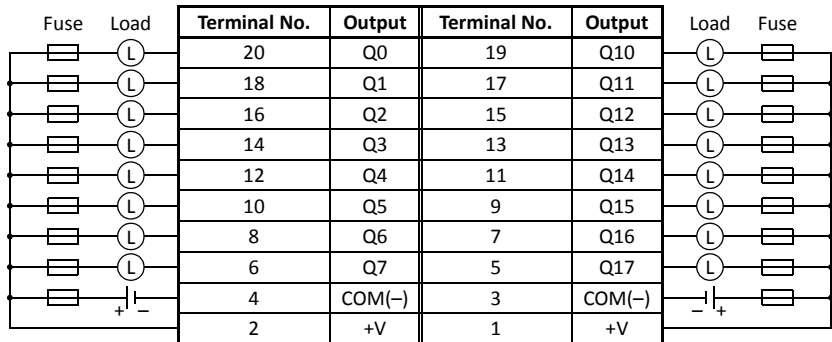 Fuse Load Terminal No. Output Terminal No. Output Load Fuse
L 20 Q0 19 Q10 L
L 18 Q1 17 Q11 L
L 16 Q2 15 Q12 L
L 14 Q3 13 Q13 L
L 12 Q4 11 Q14 L
L 10 Q5 9 Q15 L
L 8 Q6 7 Q16 L
L 6 Q7 5 Q17 L
+ – 4 COM(–) 3 COM(–) – +
2 +V 1 +V